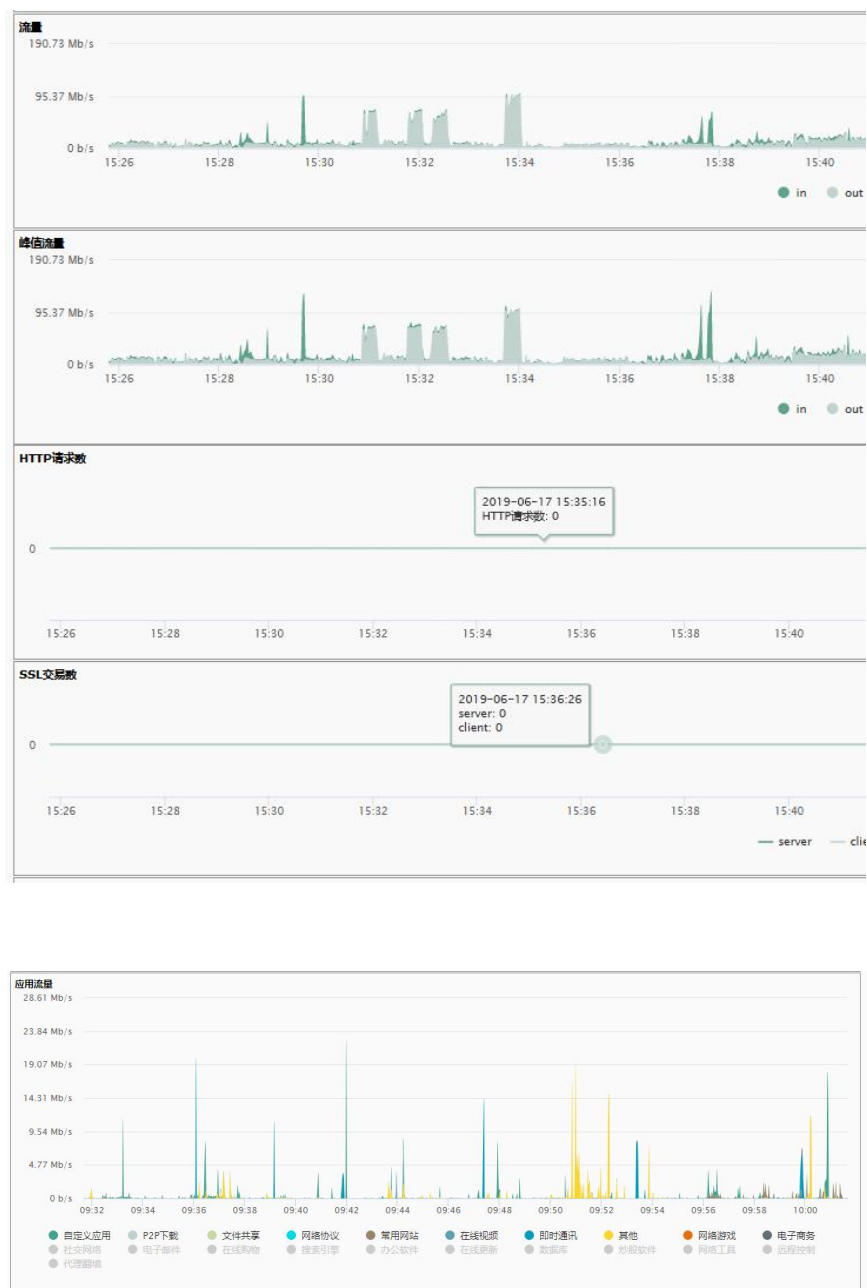 流量
190.73 Mb/s
95.37 Mb/s
0 b/s
15:26 15:28 15:30 15:32 15:34 15:36 15:38 15:40
in out
峰值流量
190.73 Mb/s
95.37 Mb/s
0 b/s
15:26 15:28 15:30 15:32 15:34 15:36 15:38 15:40
in out
HTTP请求数
2019-06-17 15:35:16
HTTP请求数: 0
0
15:26 15:28 15:30 15:32 15:34 15:36 15:38 15:40
SSL交易数
2019-06-17 15:36:26
server: 0
client: 0
0
15:26 15:28 15:30 15:32 15:34 15:36 15:38 15:40
server clie
应用流量
28.61 Mb/s
23.84 Mb/s
19.07 Mb/s
14.31 Mb/s
9.54 Mb/s
4.77 Mb/s
0 b/s
09:32 09:34 09:36 09:38 09:40 09:42 09:44 09:46 09:48 09:50 09:52 09:54 09:56 09:58 10:00
自定义应用 P2P下载 文件共享 网络协议 常用网站 在线视频 即时通讯 其他 网络游戏 电子商务
社交网络 电子邮件 在线购物 搜索引擎 办公软件 在线更新 数据库 炒股软件 网络工具 远程控制
代理翻墙